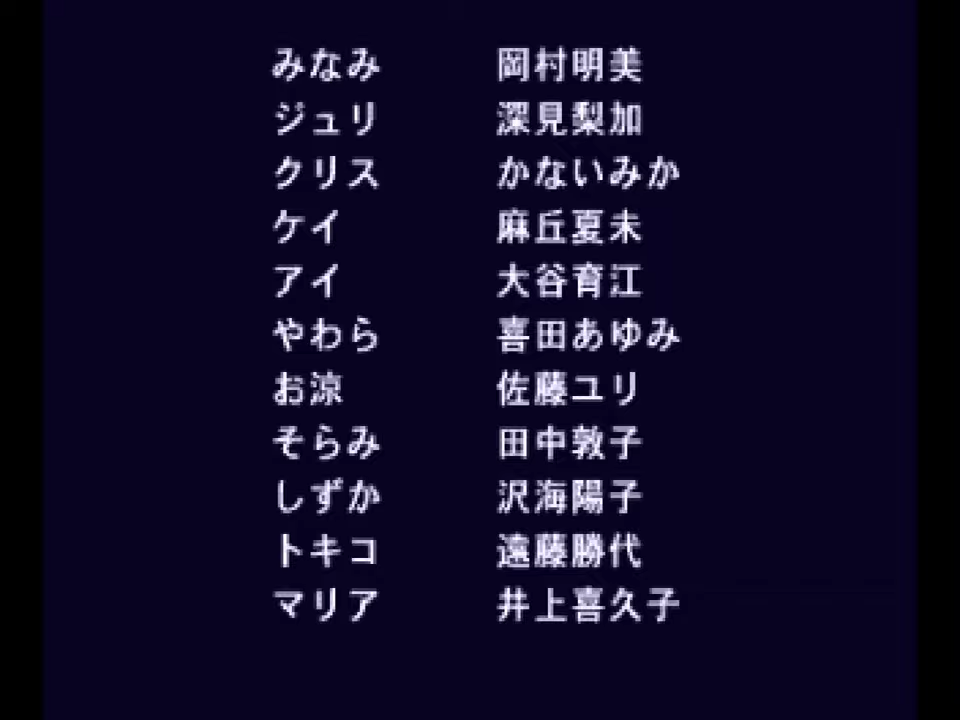 みなみ 岡村明美
ジュリ 深見梨加
クリス かないみか
ケイ 麻丘夏未
アイ 大谷育江
やわら 喜田あゆみ
お涼 佐藤ユリ
そらみ 田中敦子
しずか 沢海陽子
トキコ 遠藤勝代
マリア 井上喜久子